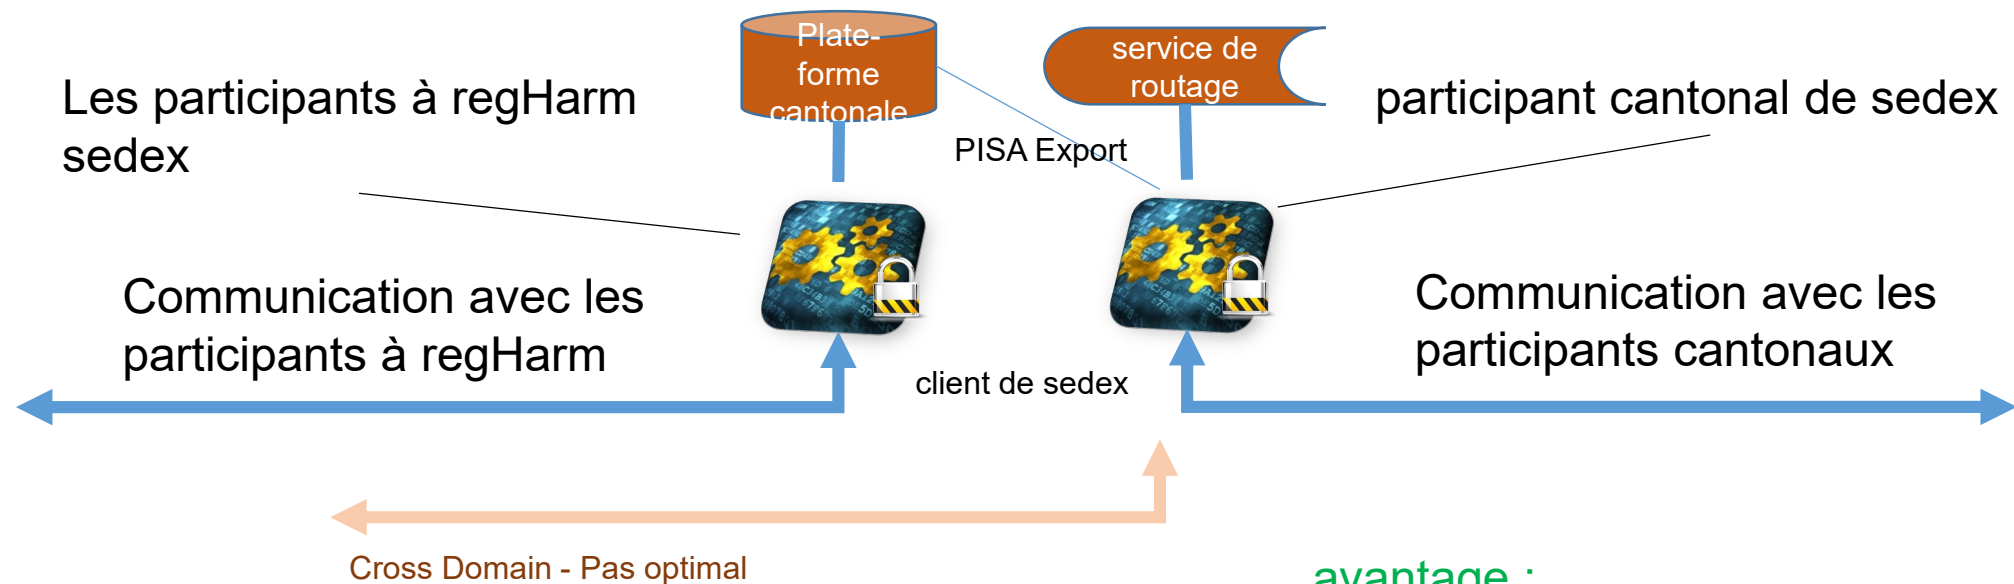 Plate-
forme
cantonale
service de
routage
Les participants à regHarm
sedex
participant cantonal de sedex
PISA Export
Communication avec les
participants à regHarm
Communication avec les
participants cantonaux
client de sedex
Cross Domain - Pas optimal
avantage :